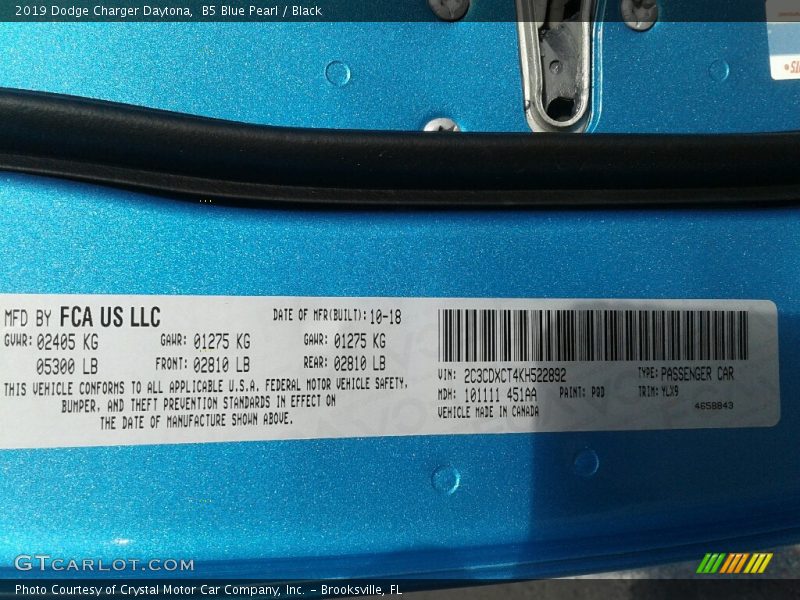 2019 Dodge Charger Daytona, B5 Blue Pearl / Black
MFD BY FCA US LLC
DATE OF MFR(BUILT): 10-18
GVWR: 02405 KG GAWR: 01275 KG GAWR: 01275 KG
05300 LB FRONT: 02810 LB REAR: 02810 LB
THIS VEHICLE CONFORMS TO ALL APPLICABLE U.S.A. FEDERAL MOTOR VEHICLE SAFETY,
BUMPER, AND THEFT PREVENTION STANDARDS IN EFFECT ON
THE DATE OF MANUFACTURE SHOWN ABOVE.
VIN: 2C3CDXCT4KH522892 TYPE: PASSENGER CAR
MDH: 101111 451AA PAINT: PQD TRIM: YLX9
VEHICLE MADE IN CANADA 4658843
GTCARLOT.COM
Photo Courtesy of Crystal Motor Car Company, Inc. – Brooksville, FL